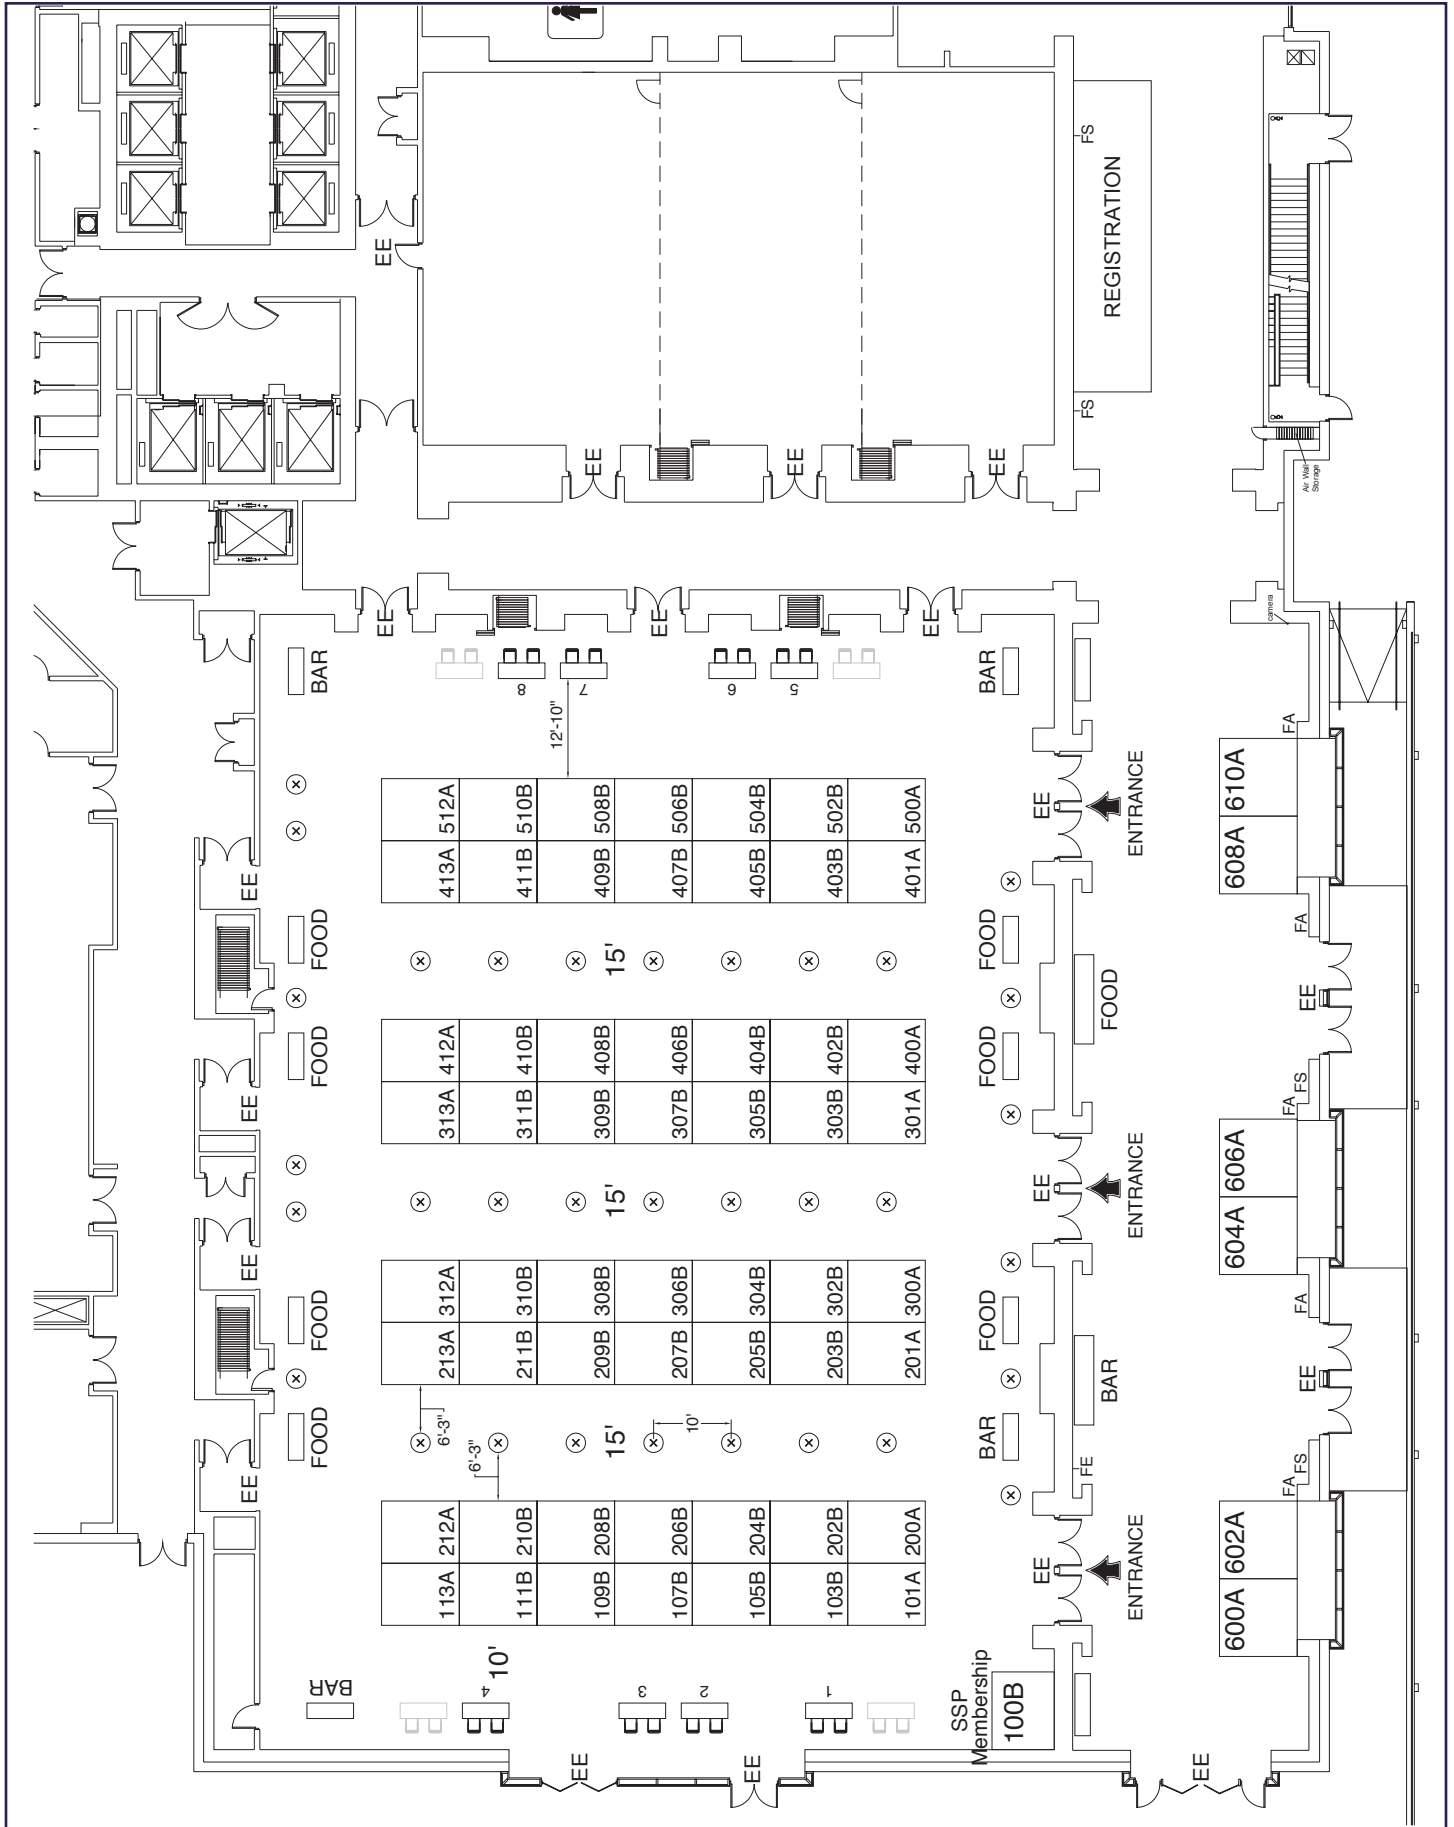 EE
FS
REGISTRATION
FS
EE
EE
EE
Air Wall
Storage
EE
EE
EE
camera
BAR
8
7
6
5
BAR
12'-10"
FA
512A
510B
508B
506B
504B
502B
500A
EE
ENTRANCE
610A
413A
411B
409B
407B
405B
403B
401A
608A
EE
FA
FOOD
15'
FOOD
FOOD
EE
FOOD
412A
410B
408B
406B
404B
402B
400A
FOOD
FA
FS
EE
313A
311B
309B
307B
305B
303B
301A
606A
15'
EE
ENTRANCE
604A
EE
312A
310B
308B
306B
304B
302B
300A
FA
FOOD
FOOD
213A
211B
209B
207B
205B
203B
201A
EE
BAR
6'-3"
10'
FOOD
15'
BAR
6'-3"
FE
FA
FS
EE
212A
210B
208B
206B
204B
202B
200A
602A
EE
ENTRANCE
113A
111B
109B
107B
105B
103B
101A
600A
10'
BAR
4
3
2
1
SSP
Membership
100B
EE
EE
EE